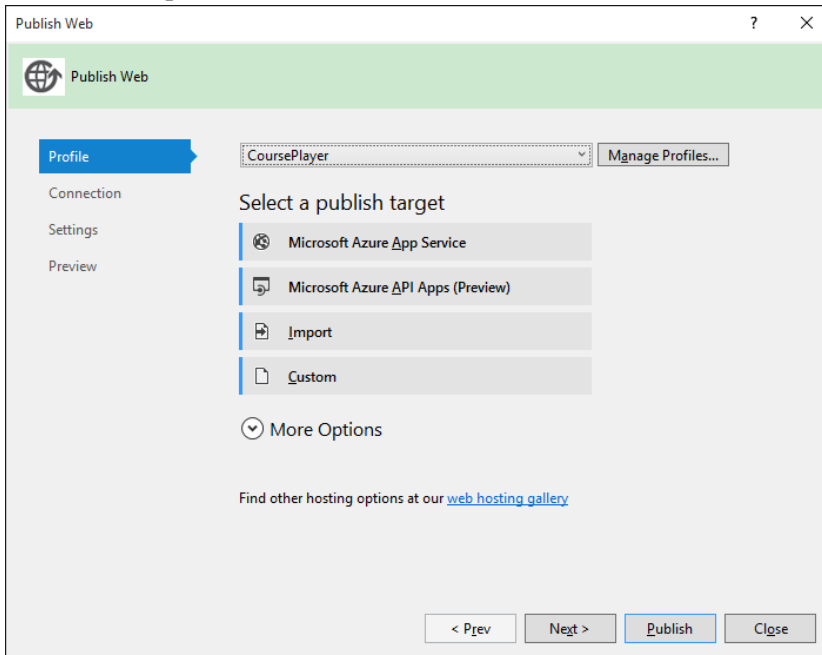 Publish Web
? ×
Publish Web
Profile
CoursePlayer
Manage Profiles...
Connection
Settings
Preview
Select a publish target
Microsoft Azure App Service
Microsoft Azure API Apps (Preview)
Import
Custom
More Options
Find other hosting options at our web hosting gallery
< Prev
Next >
Publish
Close